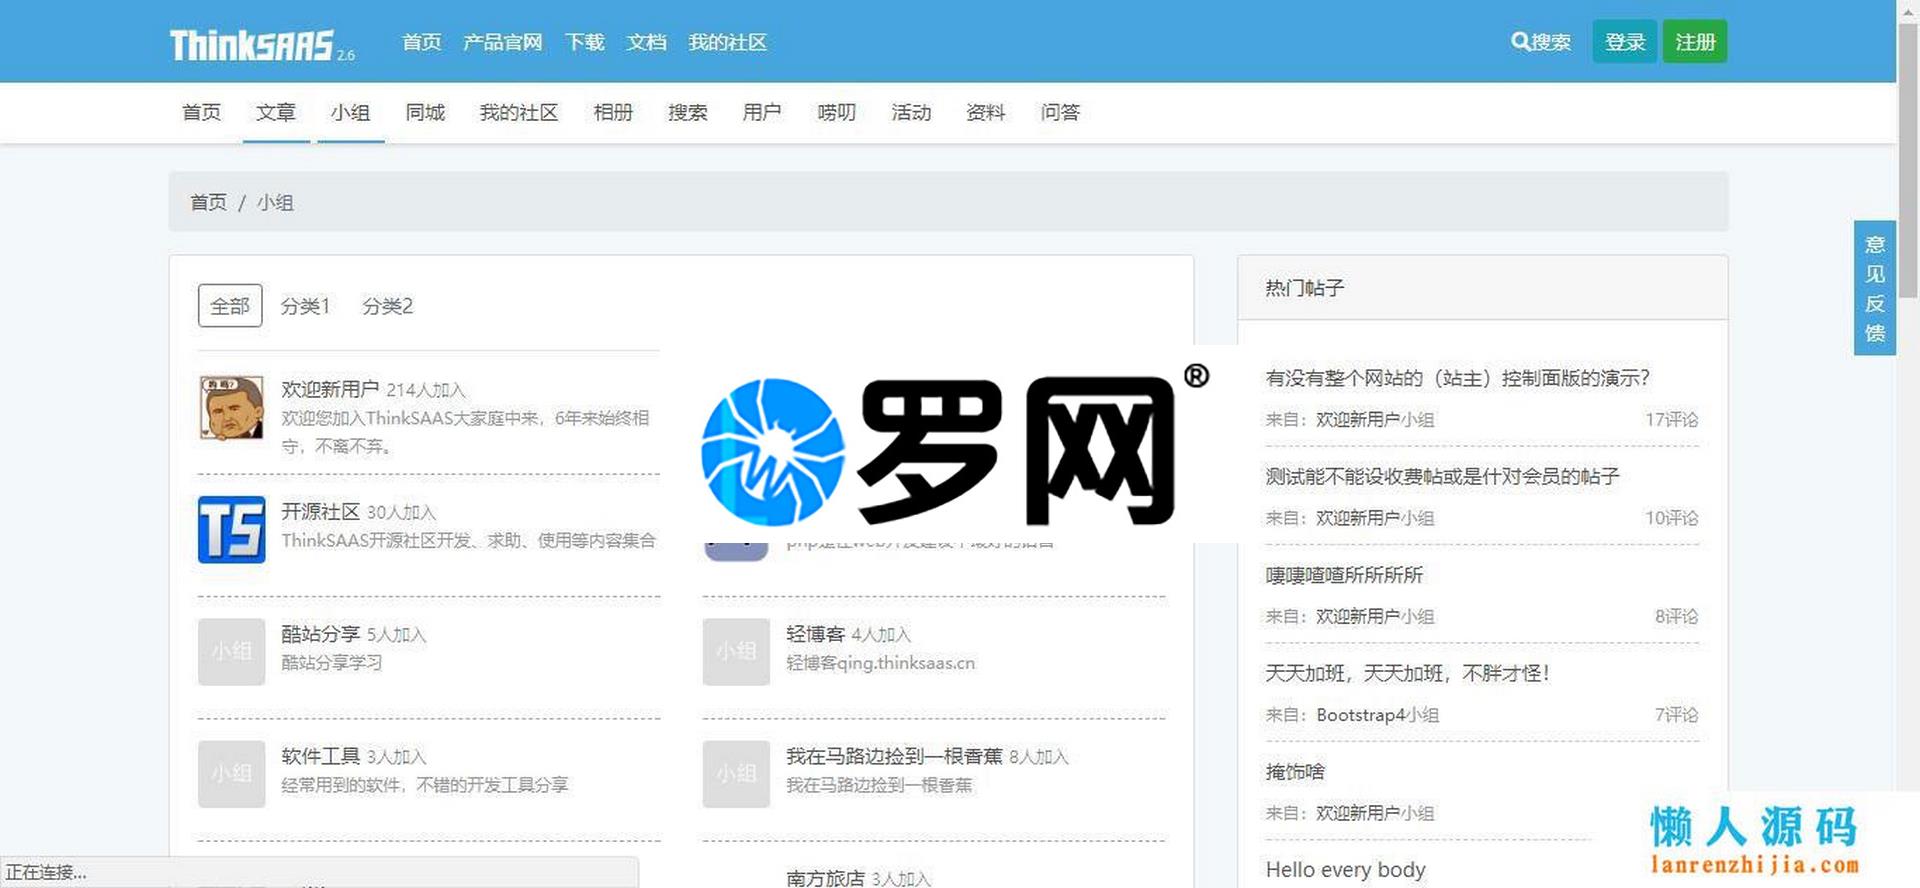 ThinkSAAS 2.6
首页 产品官网 下载 文档 我的社区
搜索 登录 注册
首页 文章 小组 同城 我的社区 相册 搜索 用户 唠叨 活动 资料 问答
首页 / 小组
意见反馈
全部 分类1 分类2
欢迎新用户 214人加入
欢迎您加入ThinkSAAS大家庭中来，6年来始终相
守，不离不弃。
TS
开源社区 30人加入
ThinkSAAS开源社区开发、求助、使用等内容集合
罗网®
小组
酷站分享 5人加入
酷站分享学习
小组
轻博客 4人加入
轻博客qing.thinksaas.cn
小组
软件工具 3人加入
经常用到的软件，不错的开发工具分享
小组
我在马路边捡到一根香蕉 8人加入
我在马路边捡到一根香蕉
南方旅店 3人加入
热门帖子
有没有整个网站的（站主）控制面版的演示?
来自：欢迎新用户小组 17评论
测试能不能设收费帖或是什对会员的帖子
来自：欢迎新用户小组 10评论
啛啛喳喳所所所所
来自：欢迎新用户小组 8评论
天天加班，天天加班，不胖才怪！
来自：Bootstrap4小组 7评论
掩饰啥
来自：欢迎新用户小组
Hello every body
正在连接...
懒人源码
lanrenzhijia.com